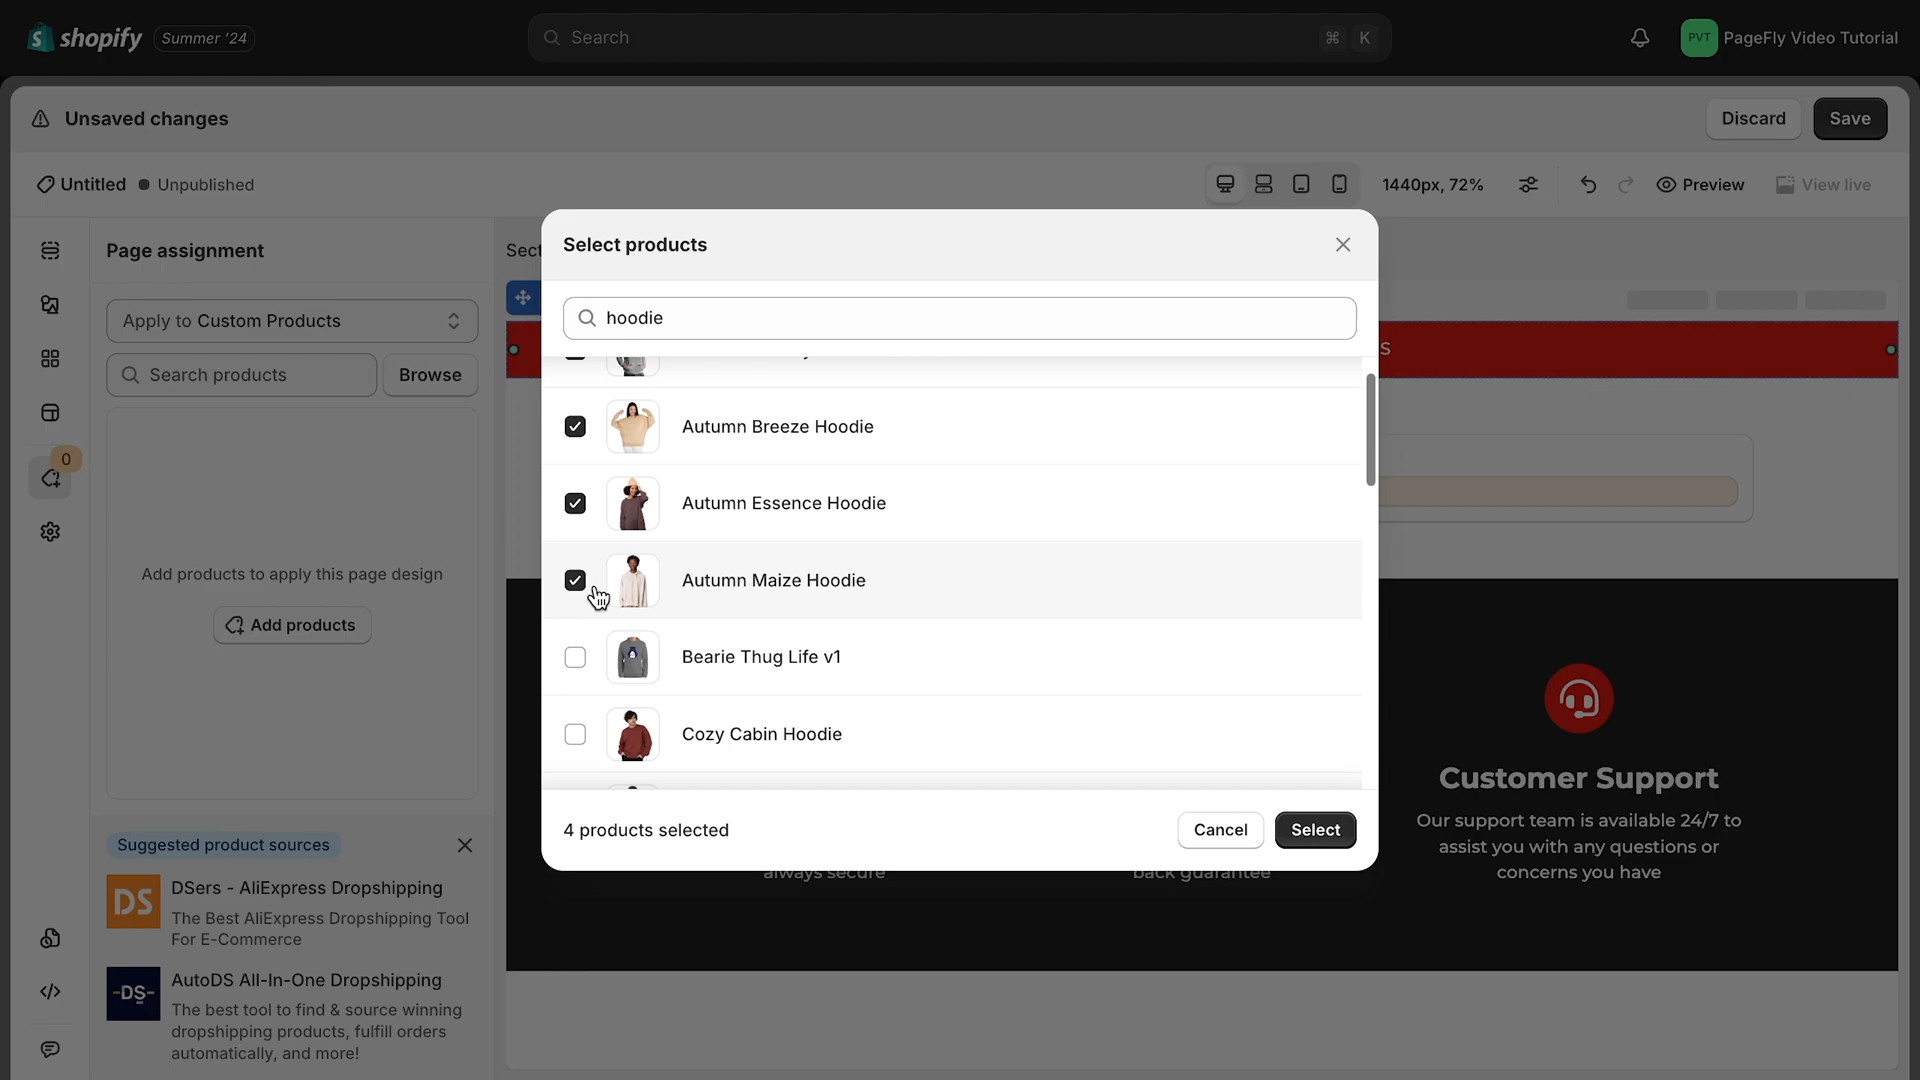 shopify
Summer '24
Search
⌘ K
PVT
PageFly Video Tutorial
Unsaved changes
Discard
Save
Untitled
Unpublished
1440px, 72%
Preview
View live
Page assignment
Apply to Custom Products
Search products
Browse
0
Add products to apply this page design
Add products
Suggested product sources
DS
DSers - AliExpress Dropshipping
The Best AliExpress Dropshipping Tool
For E-Commerce
-DS-
AutoDS All-In-One Dropshipping
The best tool to find & source winning
dropshipping products, fulfill orders
automatically, and more!
Sect
S
Select products
hoodie
Autumn Breeze Hoodie
Autumn Essence Hoodie
Autumn Maize Hoodie
Bearie Thug Life v1
Cozy Cabin Hoodie
4 products selected
Cancel
Select
always secure
back guarantee
Customer Support
Our support team is available 24/7 to
assist you with any questions or
concerns you have